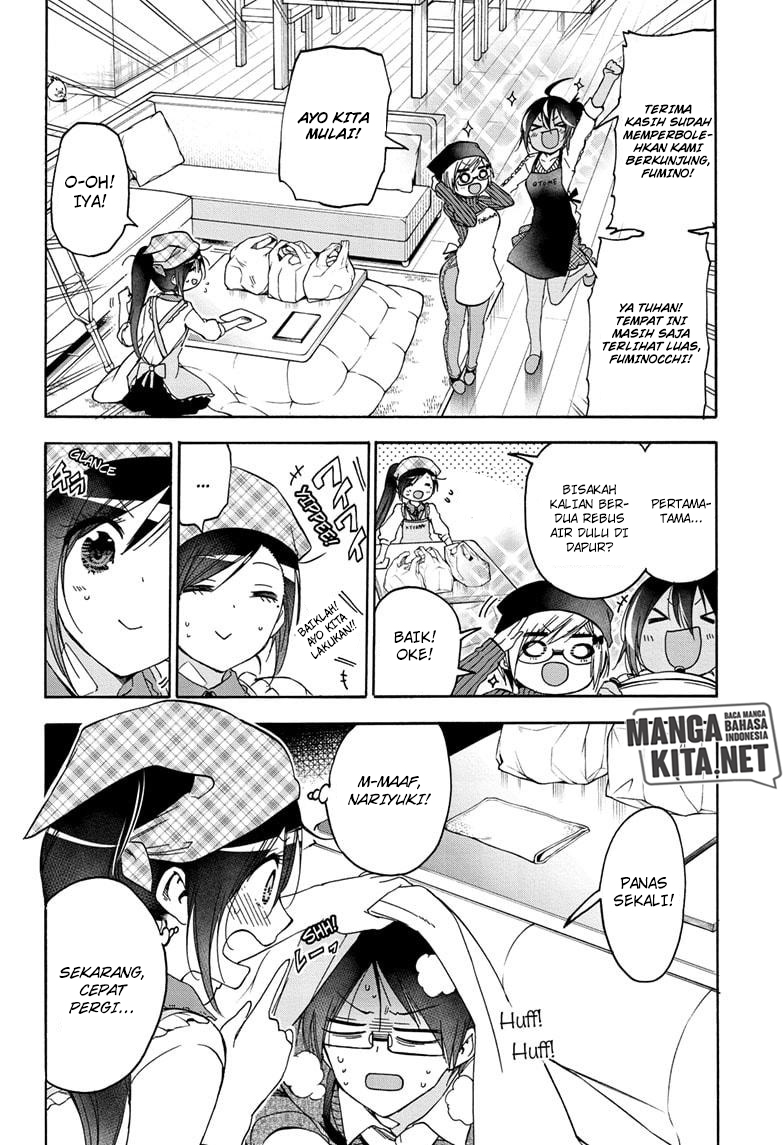 TERIMA
KASIH SUDAH
MEMPERBOLE-
HKAN KAMI
BERKUNJUNG,
FUMINO!
YA TUHAN!
TEMPAT INI
MASIH SAJA
TERLIHAT LUAS,
FUMINOCCHI!
AYO KITA
MULAI!
O-OH!
IYA!
OTOME
PERTAMA-
TAMA...
BISAKAH
KALIAN BER-
DUA REBUS
AIR DULU DI
DAPUR?
BAIK!
OKE!
YIPPEE!
BAIKLAH!
AYO KITA
LAKUKAN!!
...
GLANCE
MANGA
KITA.NET
BACA MANGA
BAHASA
INDONESIA
PANAS
SEKALI!
M-MAAF,
NARIYUKI!
SHH!
SEKARANG,
CEPAT
PERGI...
Huff!
Huff!